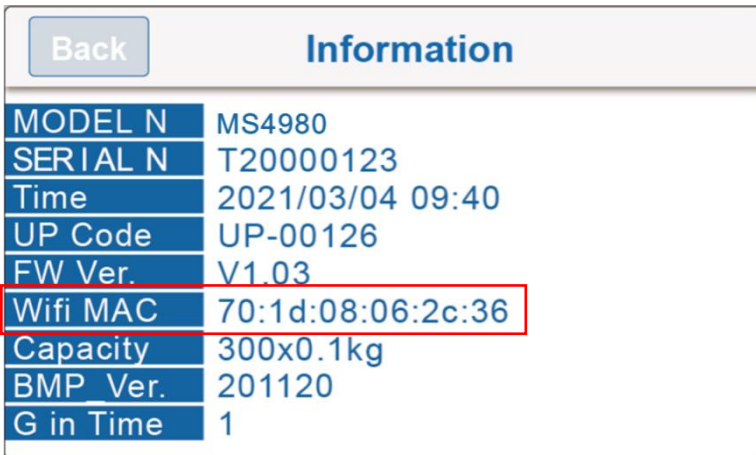 Back
Information
MODEL N MS4980
SERIAL N T20000123
Time 2021/03/04 09:40
UP Code UP-00126
FW Ver. V1.03
Wifi MAC 70:1d:08:06:2c:36
Capacity 300x0.1kg
BMP_Ver. 201120
G in Time 1